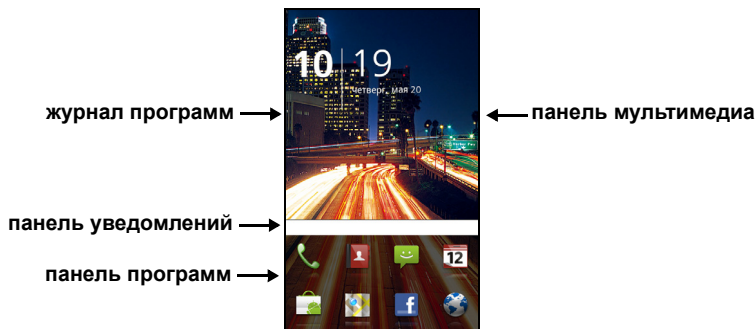 10 19
четверг, мая 20
журнал программ
панель мультимедиа
панель уведомлений
панель программ
12
f